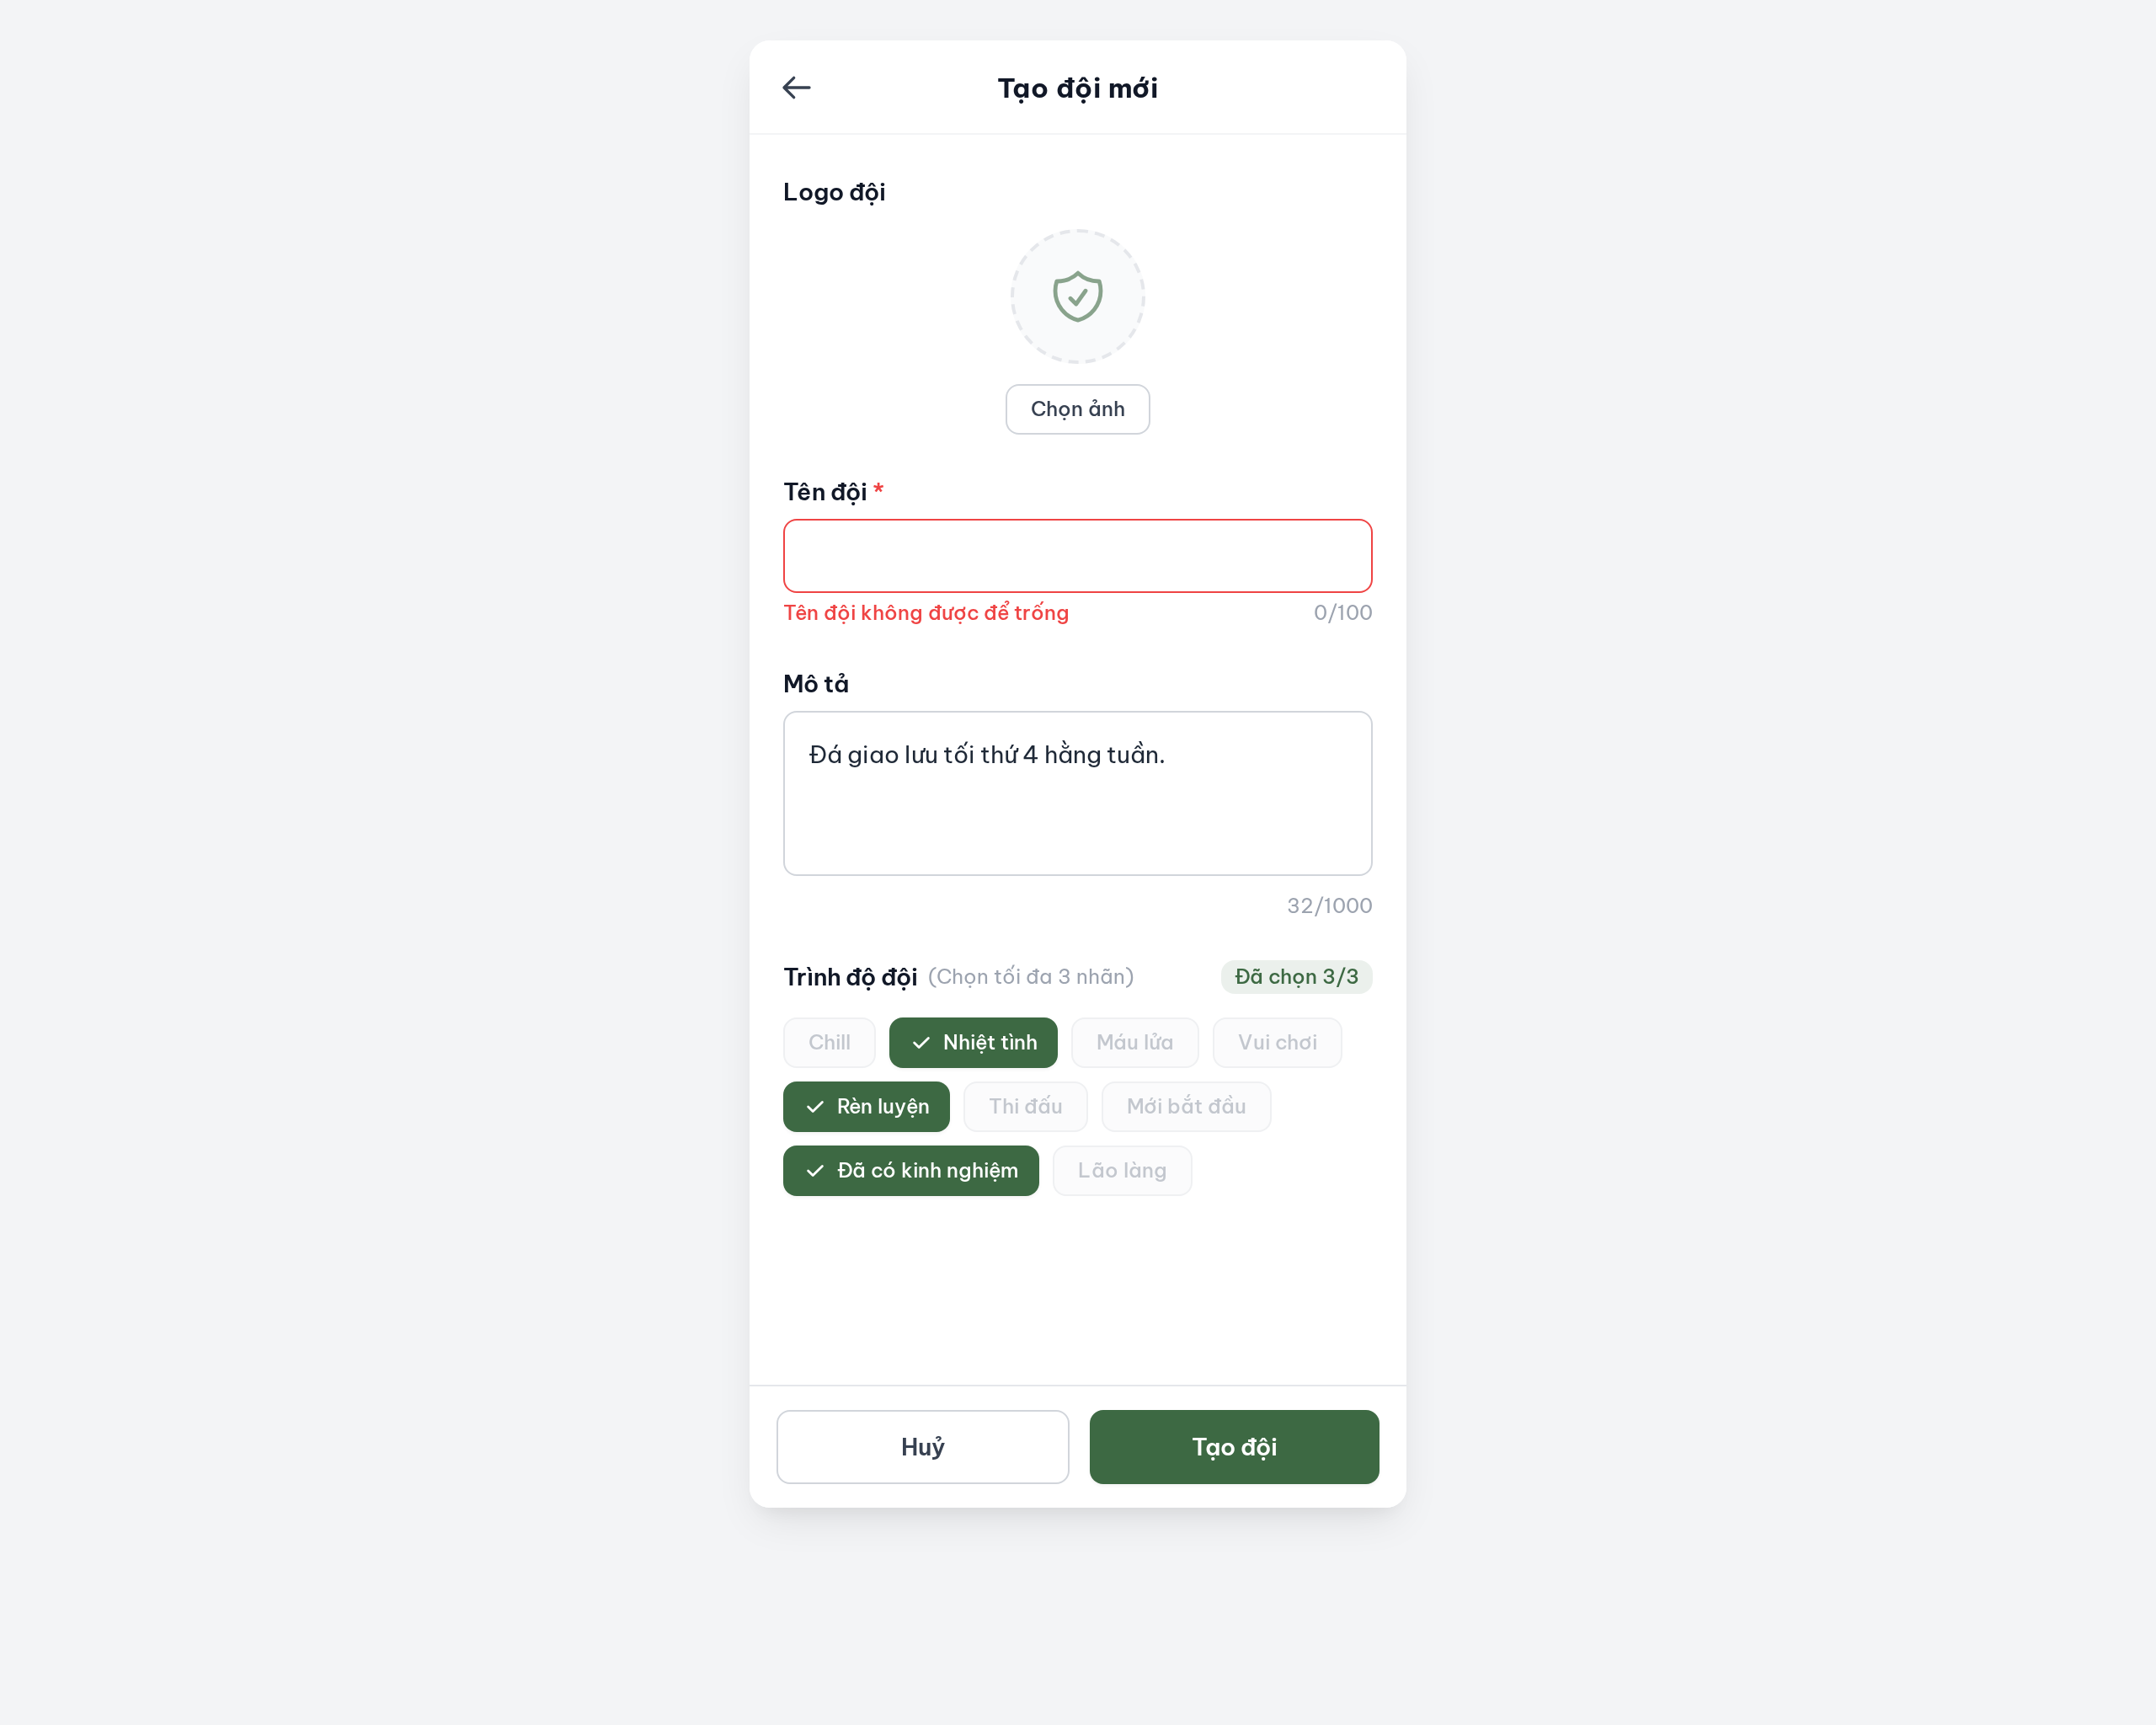 Tạo đội mới
Logo đội
Chọn ảnh
Tên đội *
Tên đội không được để trống 0/100
Mô tả
Đá giao lưu tối thứ 4 hằng tuần.
32/1000
Trình độ đội (Chọn tối đa 3 nhãn) Đã chọn 3/3
Chill Nhiệt tình Máu lửa Vui chơi
Rèn luyện Thi đấu Mới bắt đầu
Đã có kinh nghiệm Lão làng
Huỷ Tạo đội